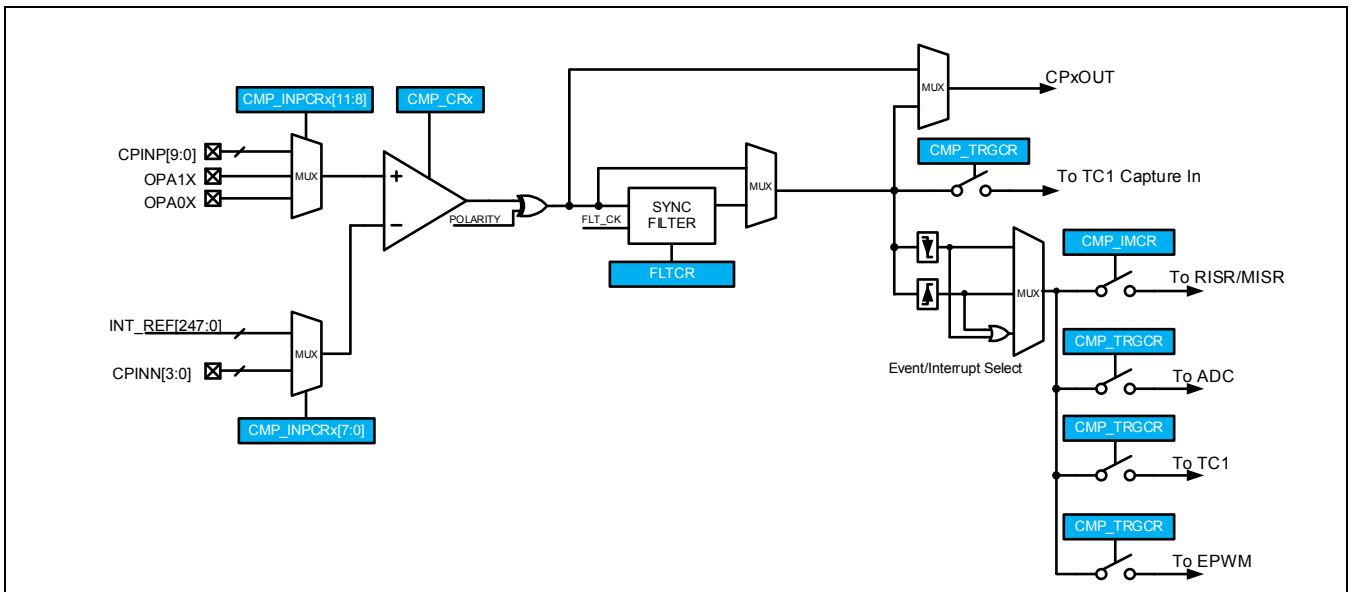 CPxOUT
MUX
CMP_INPCRx[11:8]
CMP_CRx
CMP_TRGCR
CPINP[9:0]
OPA1X
OPA0X
MUX
+
−
POLARITY
FLT_CK
SYNC
FILTER
FLTCR
MUX
To TC1 Capture In
INT_REF[247:0]
CPINN[3:0]
MUX
CMP_INPCRx[7:0]
MUX
Event/Interrupt Select
CMP_IMCR
To RISR/MISR
CMP_TRGCR
To ADC
CMP_TRGCR
To TC1
CMP_TRGCR
To EPWM